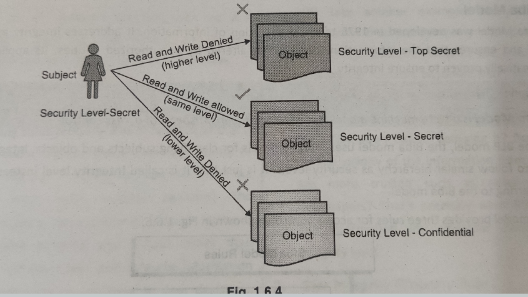 Read and Write Denied
(higher level)
Object
Security Level - Top Secret
Subject
Security Level-Secret
Read and Write allowed
(same level)
Object
Security Level - Secret
Read and Write Denied
(lower level)
Object
Security Level - Confidential
Fig. 1.6.4